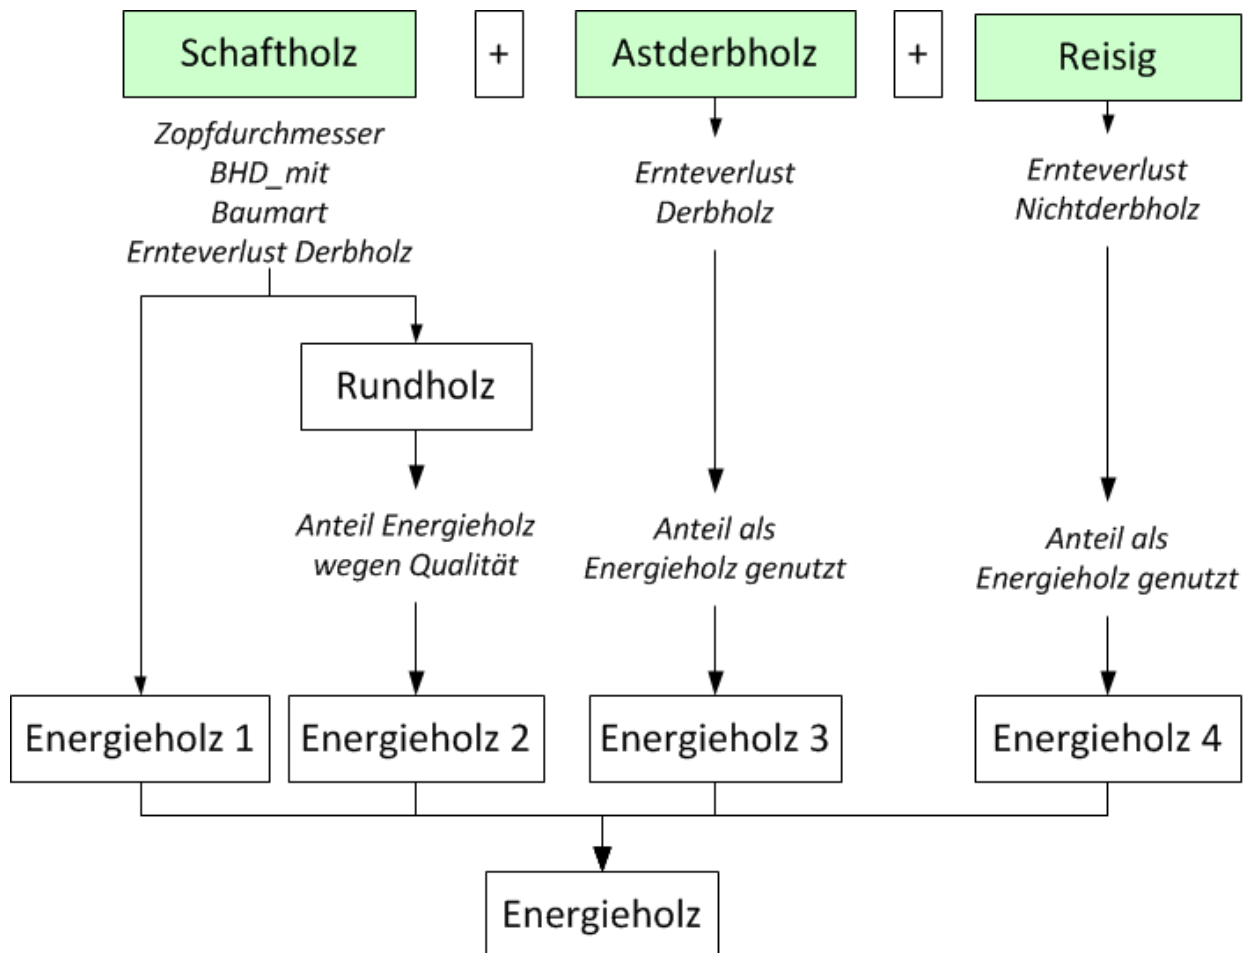 Schaftholz + Astderbholz + Reisig
Zopfdurchmesser
BHD_mit
Baumart
Ernteverlust Derbholz
Ernteverlust
Derbholz
Ernteverlust
Nichtderbholz
Rundholz
Anteil Energieholz
wegen Qualität
Anteil als
Energieholz genutzt
Anteil als
Energieholz genutzt
Energieholz 1
Energieholz 2
Energieholz 3
Energieholz 4
Energieholz